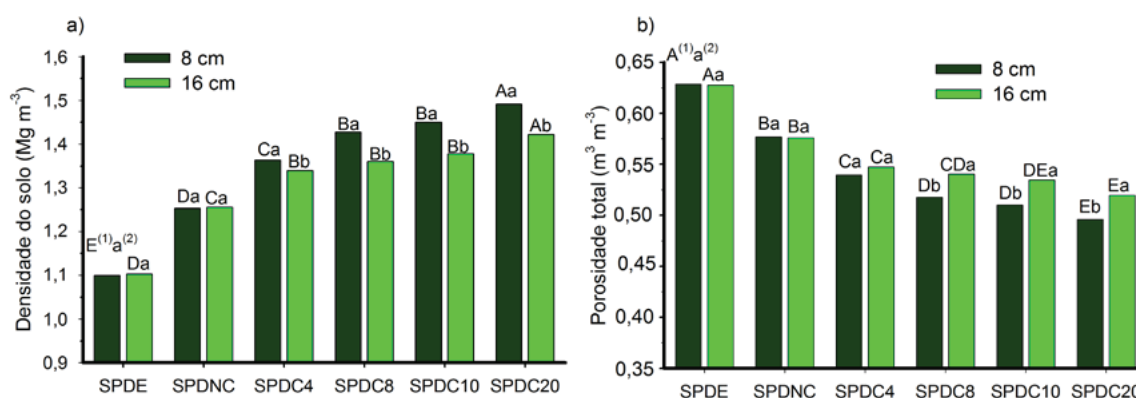 a)
8 cm
16 cm
Densidade do solo (Mg m⁻³)
1,6
1,5
1,4
1,3
1,2
1,1
1,0
0,9
E⁽¹⁾a⁽²⁾ Da
Da Ca
Ca Bb
Ba Bb
Ba Bb
Aa Ab
SPDE SPDNC SPDC4 SPDC8 SPDC10 SPDC20
b)
8 cm
16 cm
Porosidade total (m³ m⁻³)
0,65
0,60
0,55
0,50
0,45
0,40
0,35
A⁽¹⁾a⁽²⁾ Aa
Ba Ba
Ca Ca
Db CDa
Db DEa
Eb Ea
SPDE SPDNC SPDC4 SPDC8 SPDC10 SPDC20